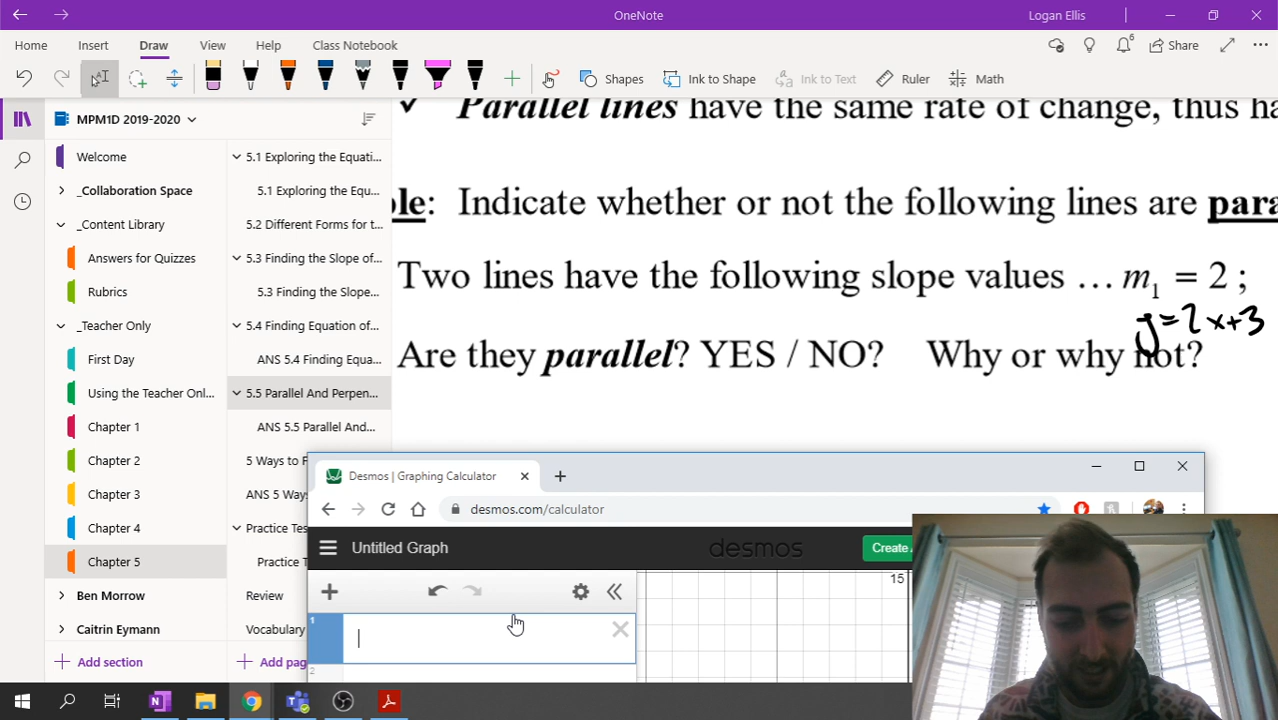 OneNote
Logan Ellis
Home Insert Draw View Help Class Notebook
6
Share
Shapes Ink to Shape Ink to Text Ruler Math
MPM1D 2019-2020
Welcome
_Collaboration Space
_Content Library
Answers for Quizzes
Rubrics
_Teacher Only
First Day
Using the Teacher Onl...
Chapter 1
Chapter 2
Chapter 3
Chapter 4
Chapter 5
Ben Morrow
Caitrin Eymann
Add section
5.1 Exploring the Equati...
5.1 Exploring the Equ...
5.2 Different Forms for t...
5.3 Finding the Slope of...
5.3 Finding the Slope...
5.4 Finding Equation of...
ANS 5.4 Finding Equa...
5.5 Parallel And Perpen...
ANS 5.5 Parallel And...
5 Ways to F
ANS 5 Ways
Practice Tes
Practice T
Review
Vocabulary
Add pag
✓ Parallel lines have the same rate of change, thus ha
le: Indicate whether or not the following lines are para
Two lines have the following slope values … m₁ = 2 ;
y=2x+3
Are they parallel? YES / NO? Why or why not?
Desmos | Graphing Calculator
desmos.com/calculator
Untitled Graph
desmos
Create
1
2
15